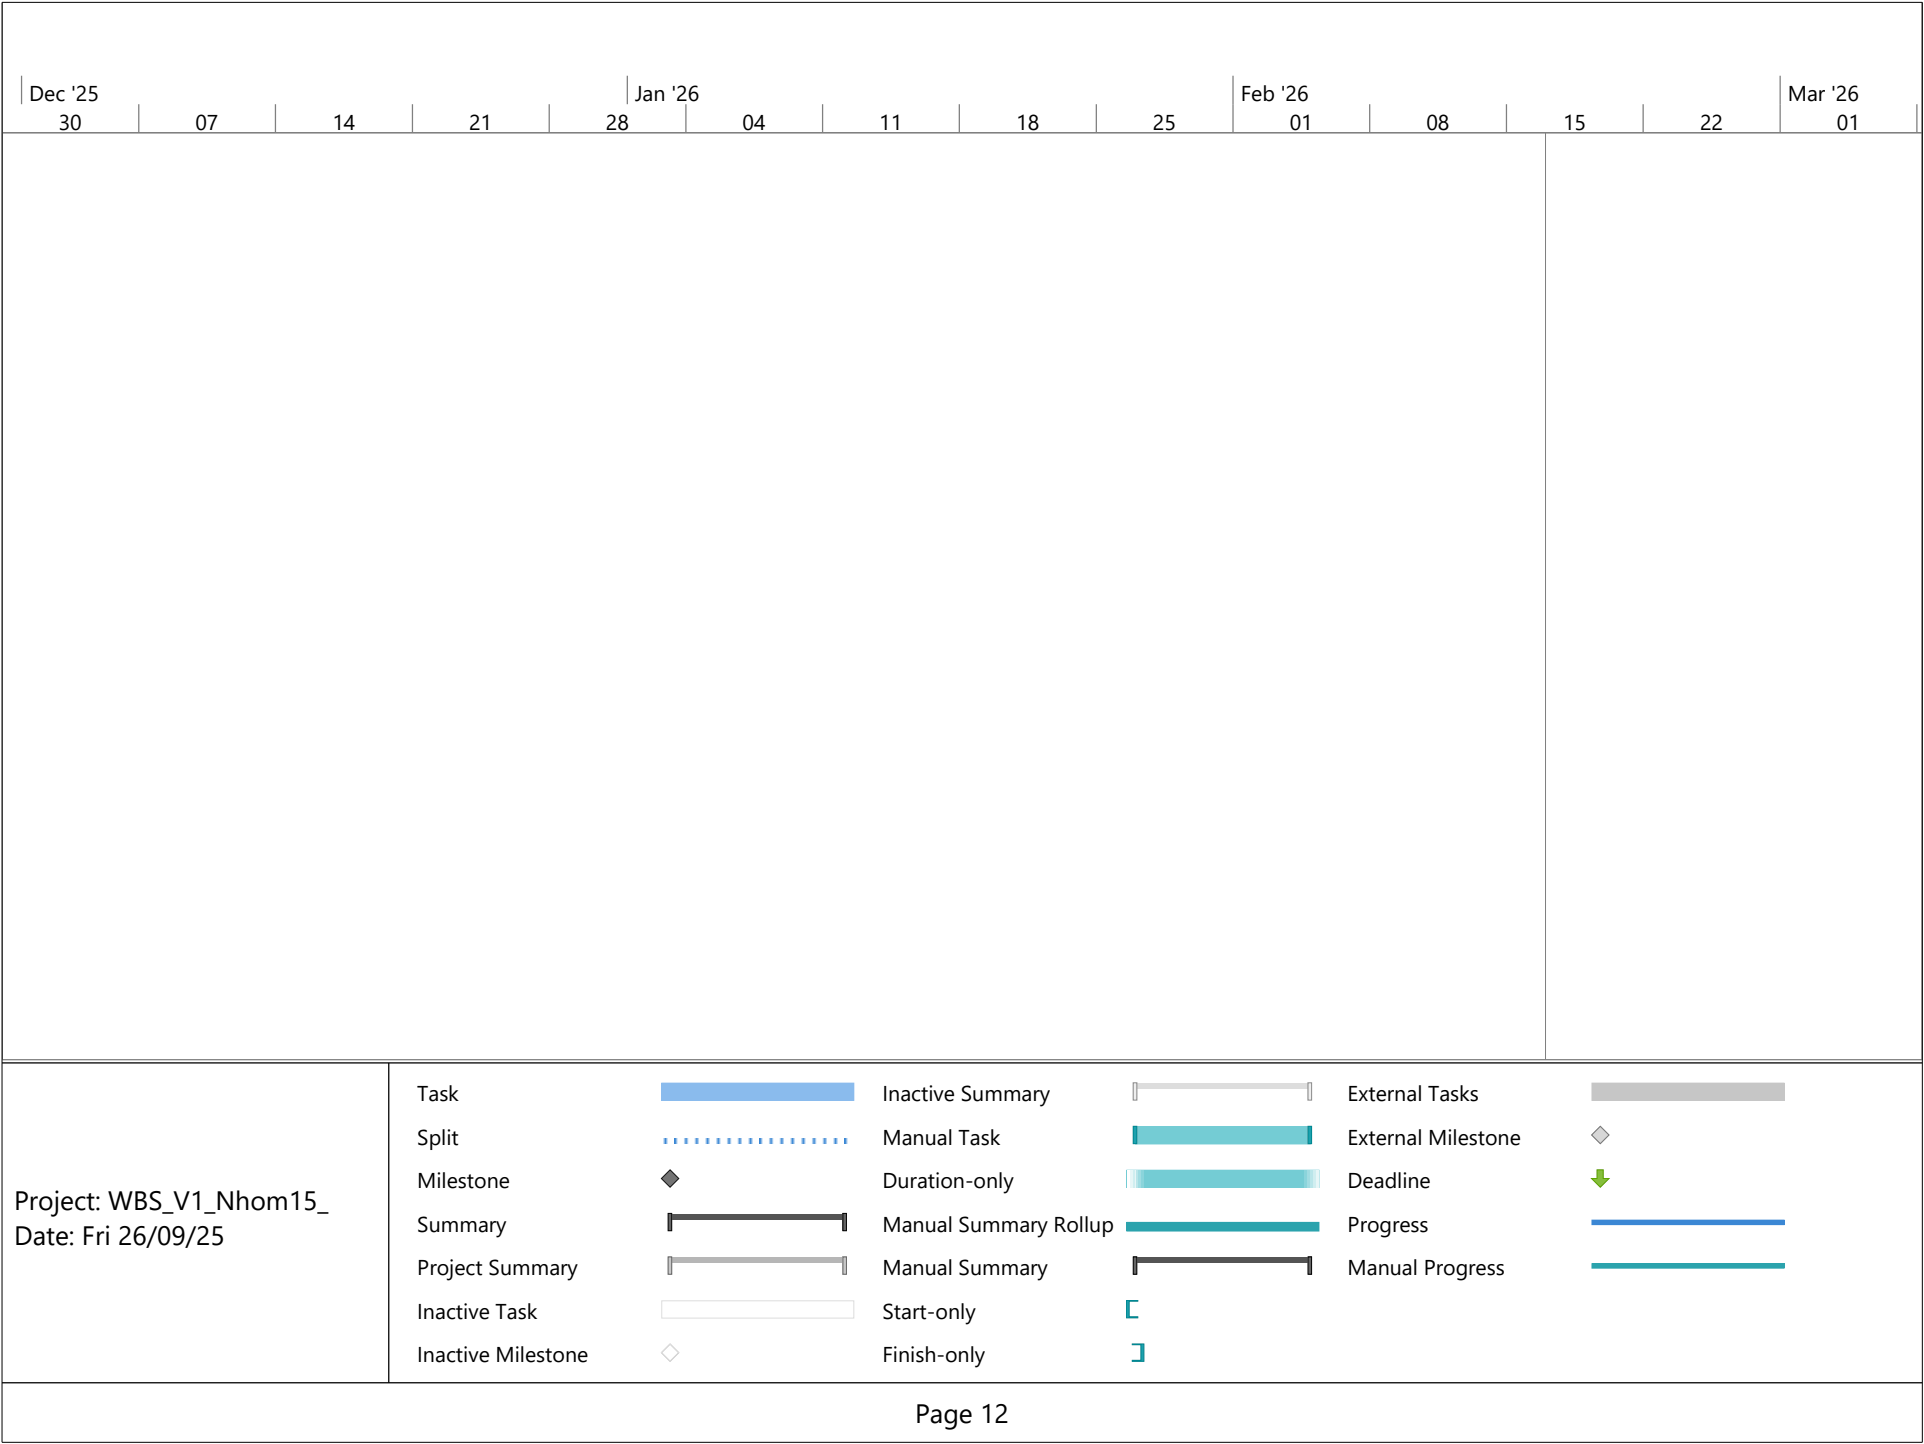 Dec '25 Jan '26 Feb '26 Mar '26
30 07 14 21 28 04 11 18 25 01 08 15 22 01
Project: WBS_V1_Nhom15_
Date: Fri 26/09/25
Task
Split
Milestone
Summary
Project Summary
Inactive Task
Inactive Milestone
Inactive Summary
Manual Task
Duration-only
Manual Summary Rollup
Manual Summary
Start-only
Finish-only
External Tasks
External Milestone
Deadline
Progress
Manual Progress
Page 12